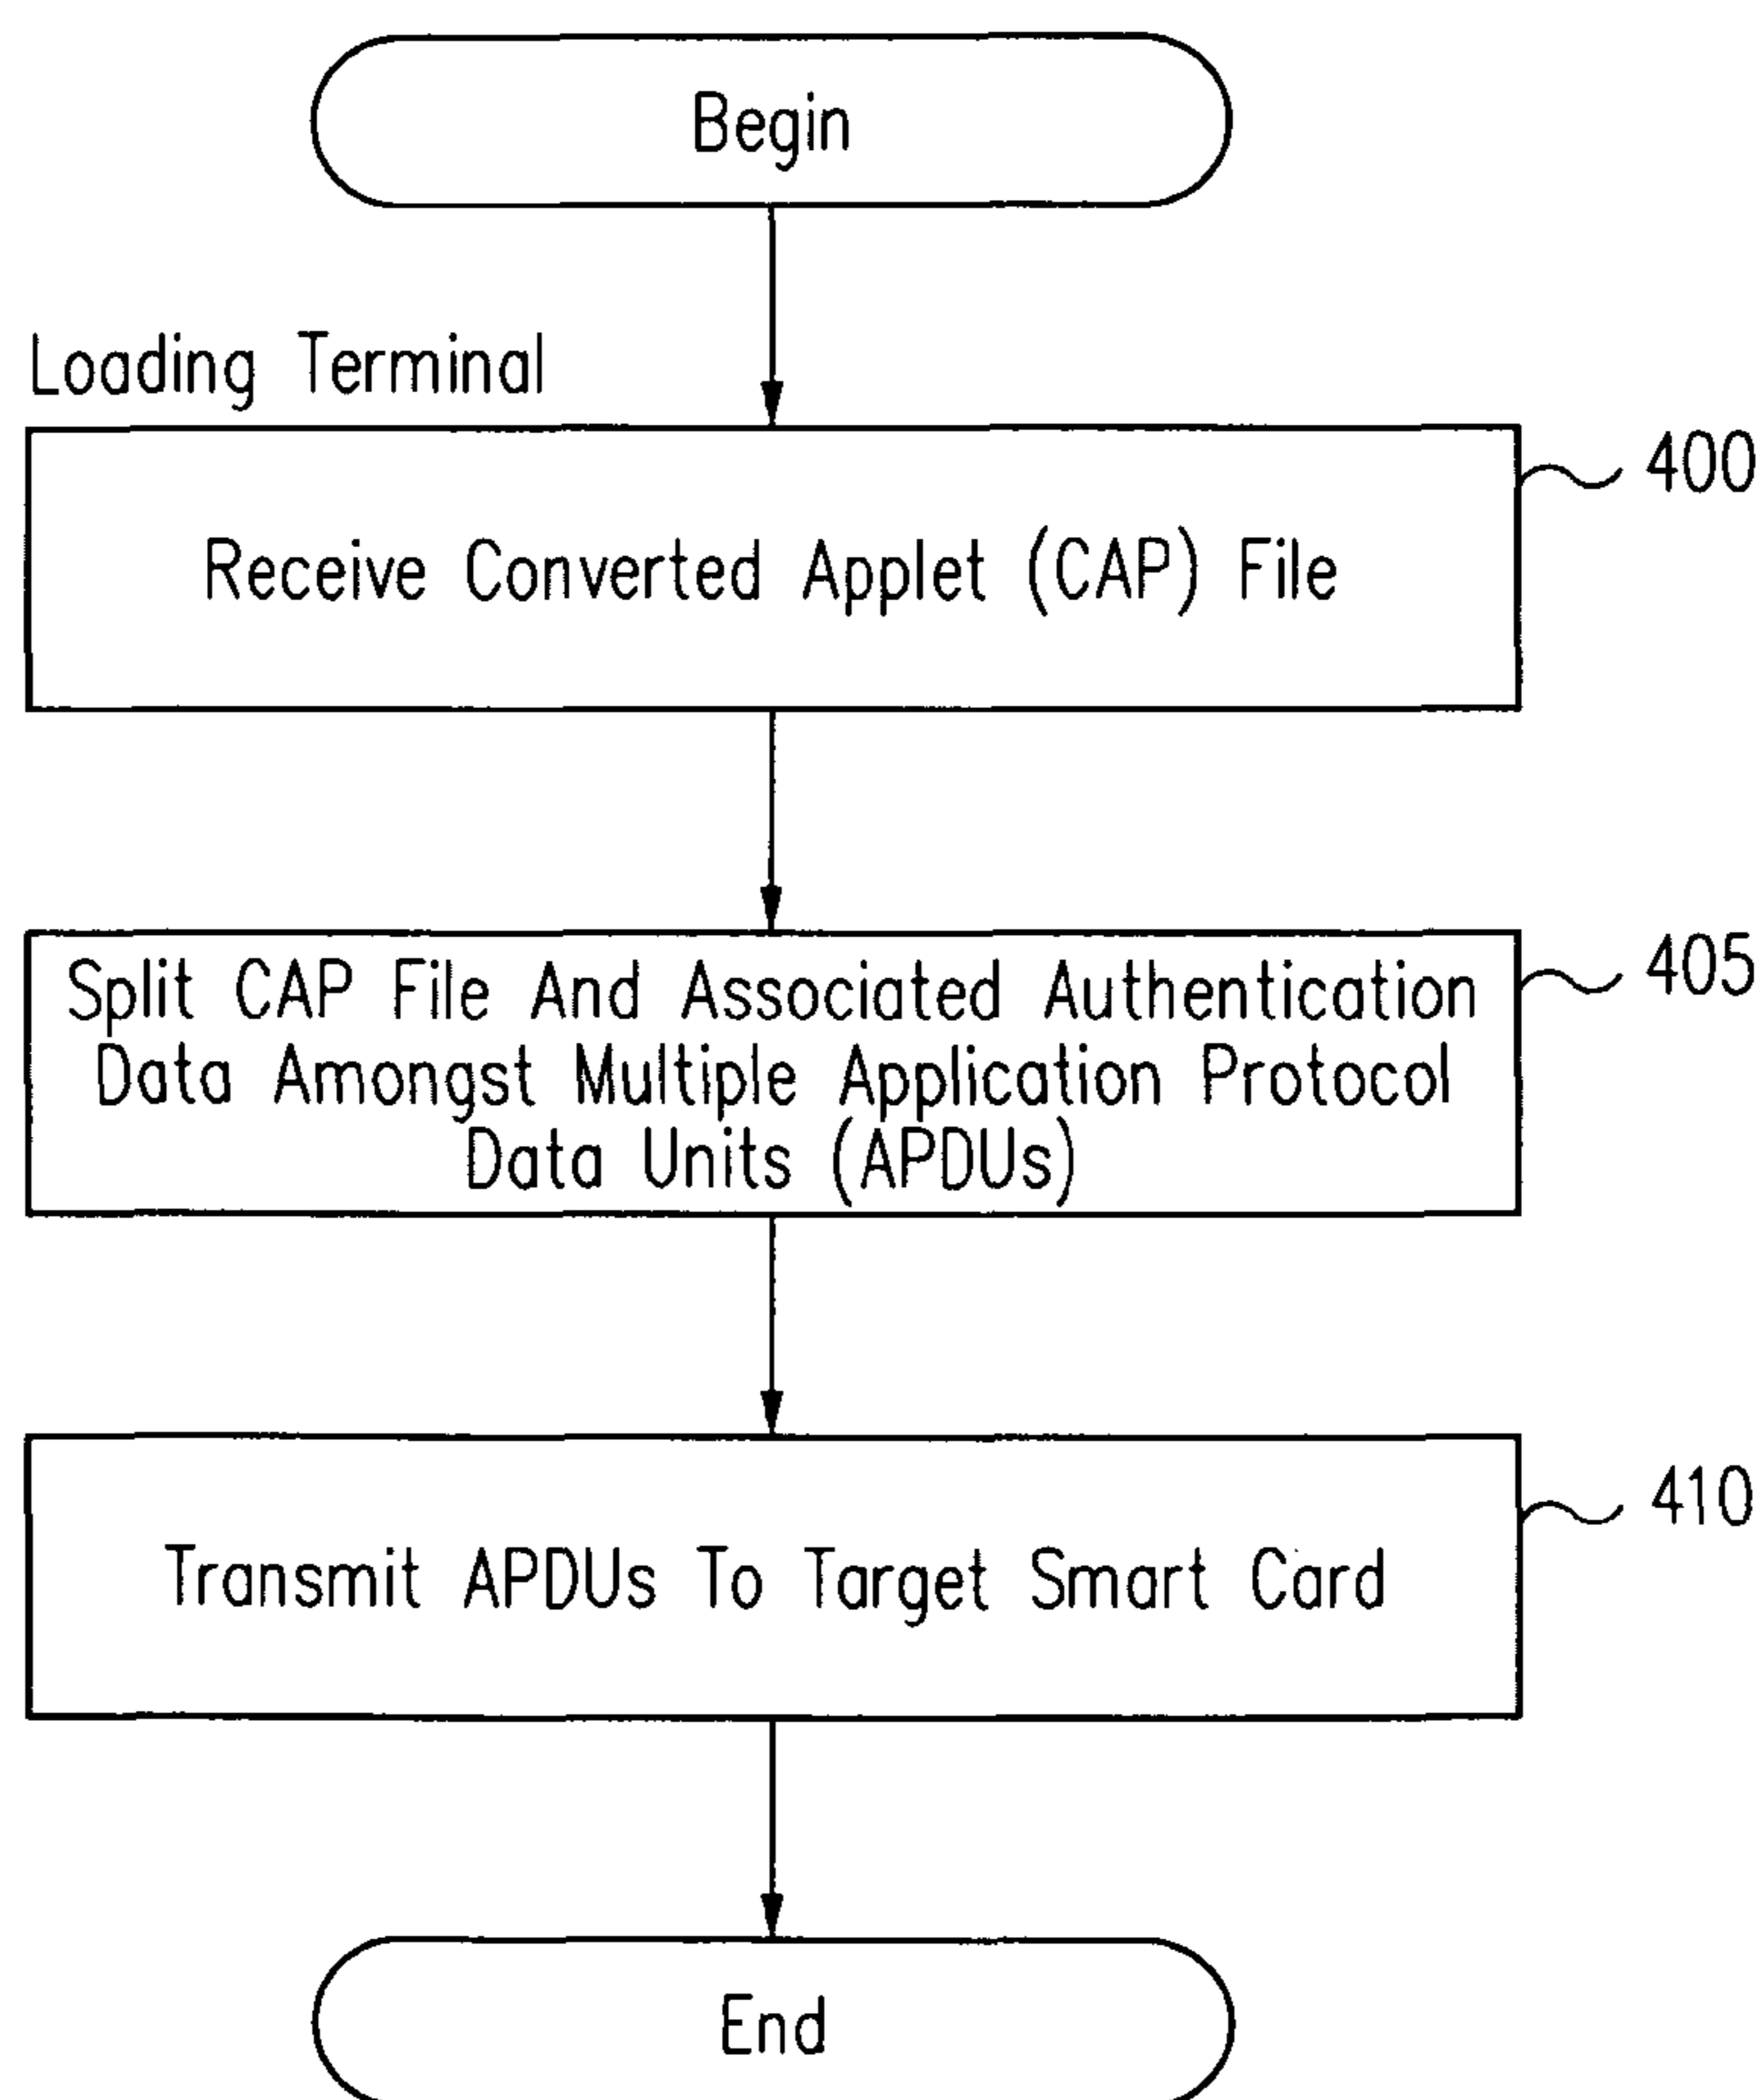 Begin
Loading Terminal
400
Receive Converted Applet (CAP) File
405
Split CAP File And Associated Authentication
Data Amongst Multiple Application Protocol
Data Units (APDUs)
410
Transmit APDUs To Target Smart Card
End